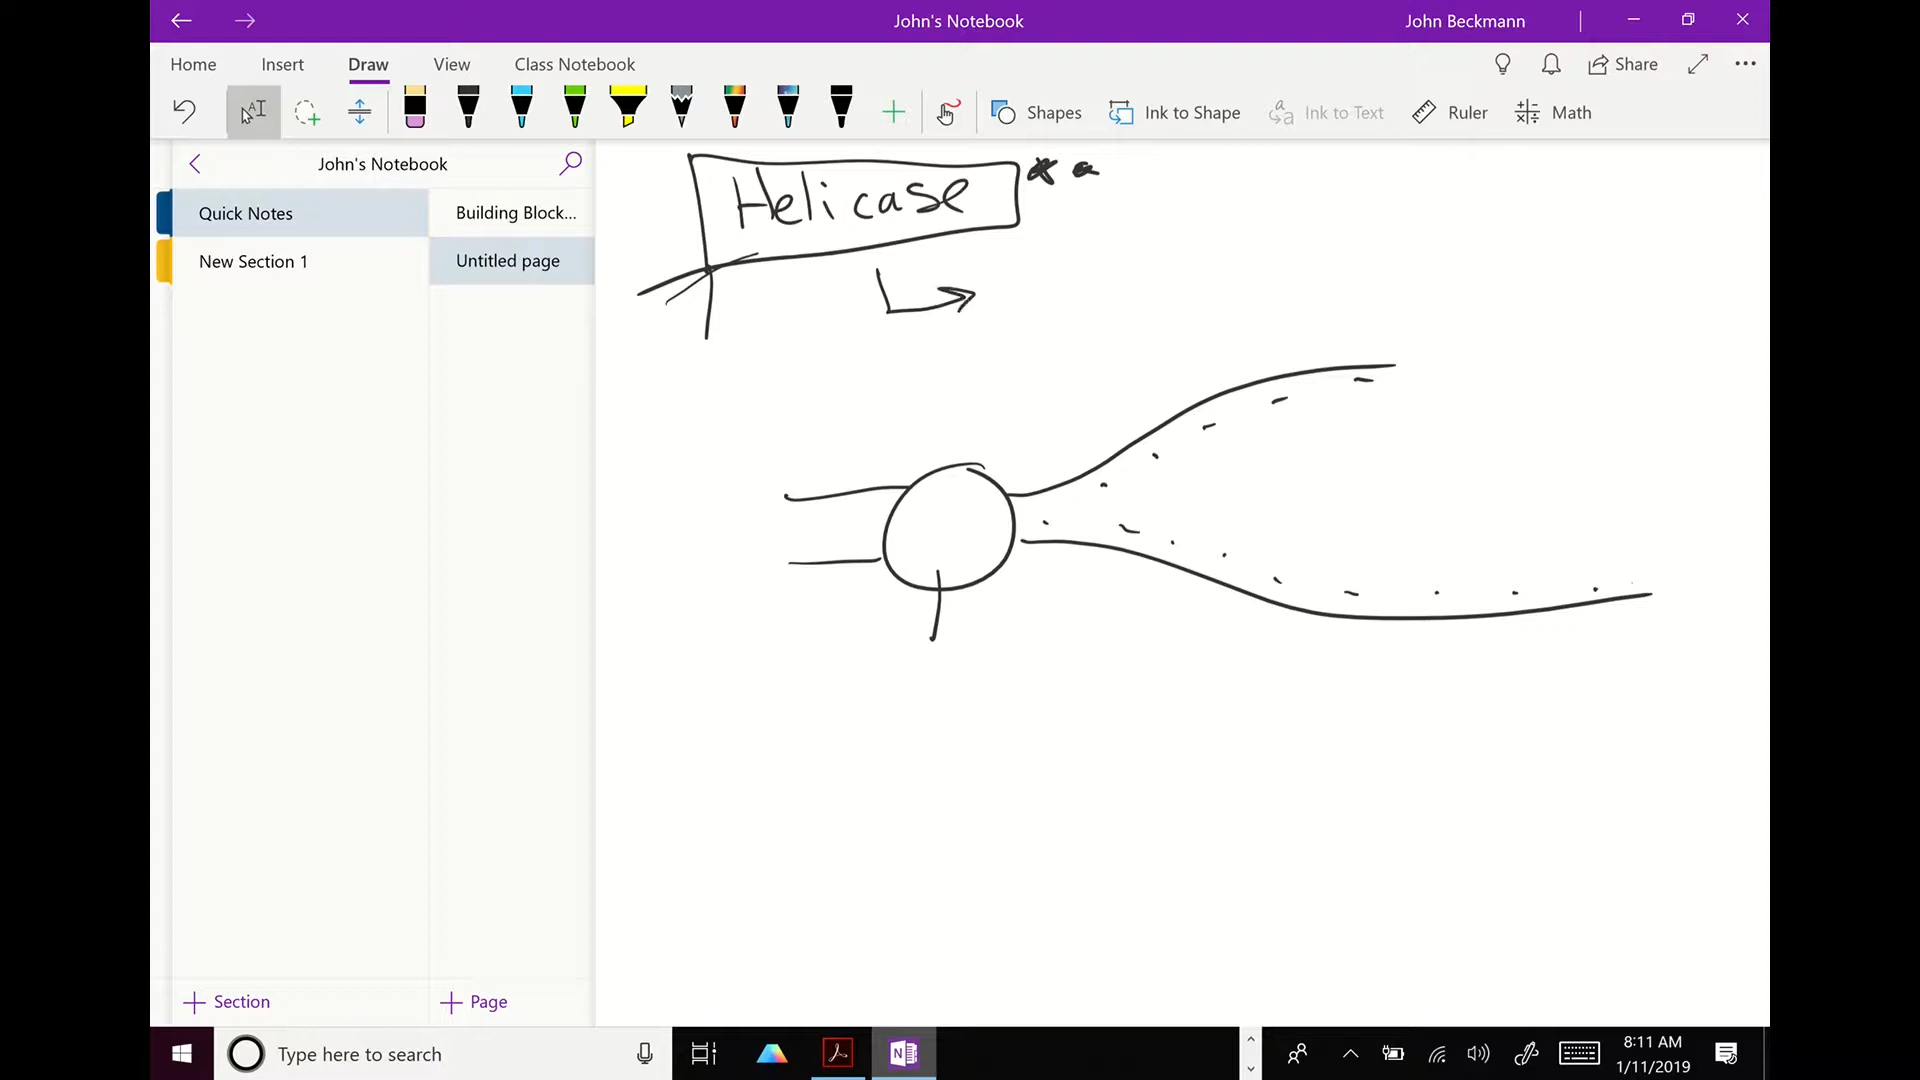 John's Notebook
John Beckmann
Home Insert Draw View Class Notebook
Share
Shapes Ink to Shape Ink to Text Ruler Math
John's Notebook
Quick Notes
New Section 1
Building Block...
Untitled page
Helicase
Section
Page
Type here to search
8:11 AM
1/11/2019